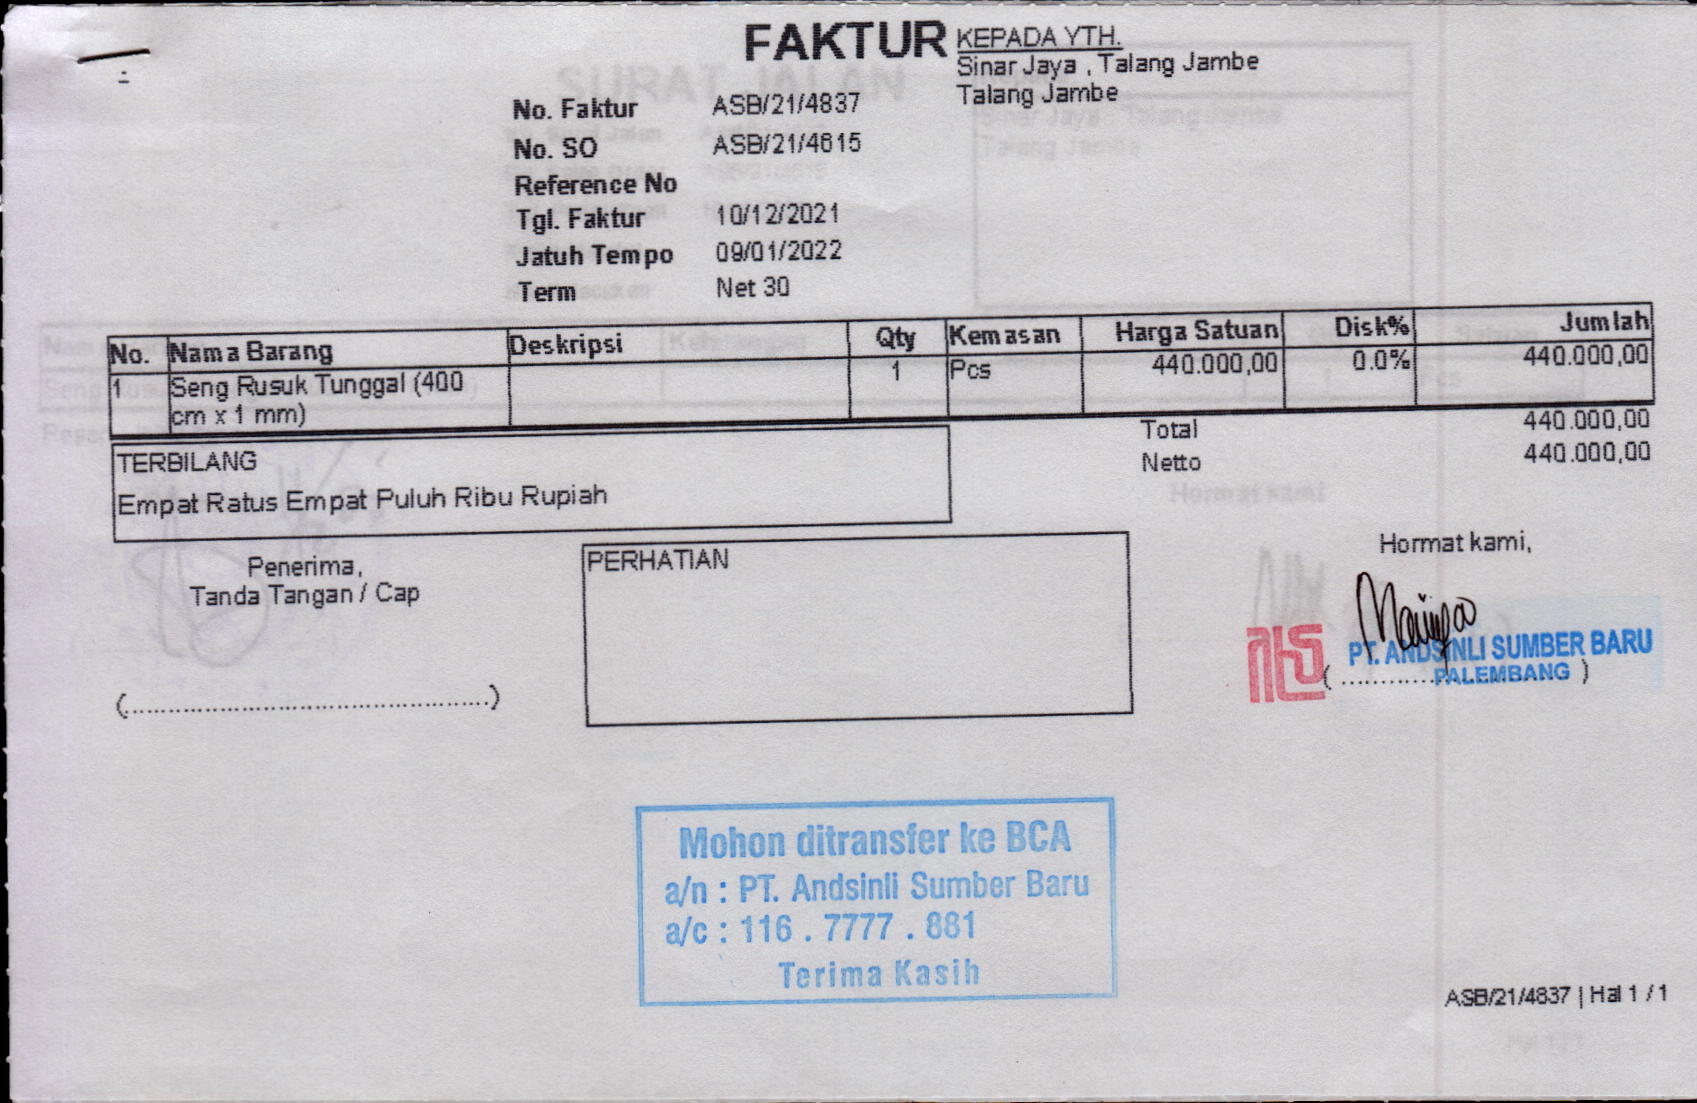 FAKTUR
KEPADA YTH.
Sinar Jaya , Talang Jambe
Talang Jambe
No. Faktur ASB/21/4837
No. SO ASB/21/4615
Reference No
Tgl. Faktur 10/12/2021
Jatuh Tempo 09/01/2022
Term Net 30
No. Nama Barang Deskripsi Qty Kemasan Harga Satuan Disk% Jumlah
1 Seng Rusuk Tunggal (400 1 Pcs 440.000,00 0.0% 440.000,00
cm x 1 mm)
Total 440.000,00
Netto 440.000,00
TERBILANG
Empat Ratus Empat Puluh Ribu Rupiah
Penerima,
Tanda Tangan / Cap
(..............................................)
PERHATIAN
Hormat kami,
PT. ANDSINLI SUMBER BARU
PALEMBANG
Mohon ditransfer ke BCA
a/n : PT. Andsinli Sumber Baru
a/c : 116 . 7777 . 881
Terima Kasih
ASB/21/4837 | Hal 1 / 1